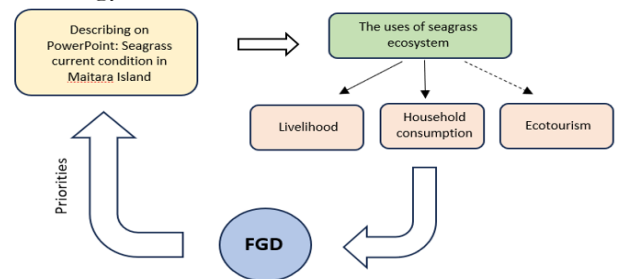 Describing on
PowerPoint: Seagrass
current condition in
Maitara Island
The uses of seagrass
ecosystem
Livelihood
Household
consumption
Ecotourism
Priorities
FGD